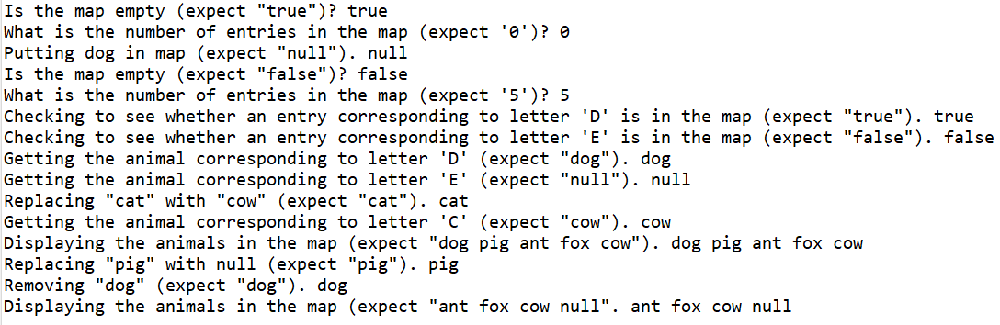 Is the map empty (expect "true")? true
What is the number of entries in the map (expect '0')? 0
Putting dog in map (expect "null"). null
Is the map empty (expect "false")? false
What is the number of entries in the map (expect '5')? 5
Checking to see whether an entry corresponding to letter 'D' is in the map (expect "true"). true
Checking to see whether an entry corresponding to letter 'E' is in the map (expect "false"). false
Getting the animal corresponding to letter 'D' (expect "dog"). dog
Getting the animal corresponding to letter 'E' (expect "null"). null
Replacing "cat" with "cow" (expect "cat"). cat
Getting the animal corresponding to letter 'C' (expect "cow"). cow
Displaying the animals in the map (expect "dog pig ant fox cow"). dog pig ant fox cow
Replacing "pig" with null (expect "pig"). pig
Removing "dog" (expect "dog"). dog
Displaying the animals in the map (expect "ant fox cow null". ant fox cow null